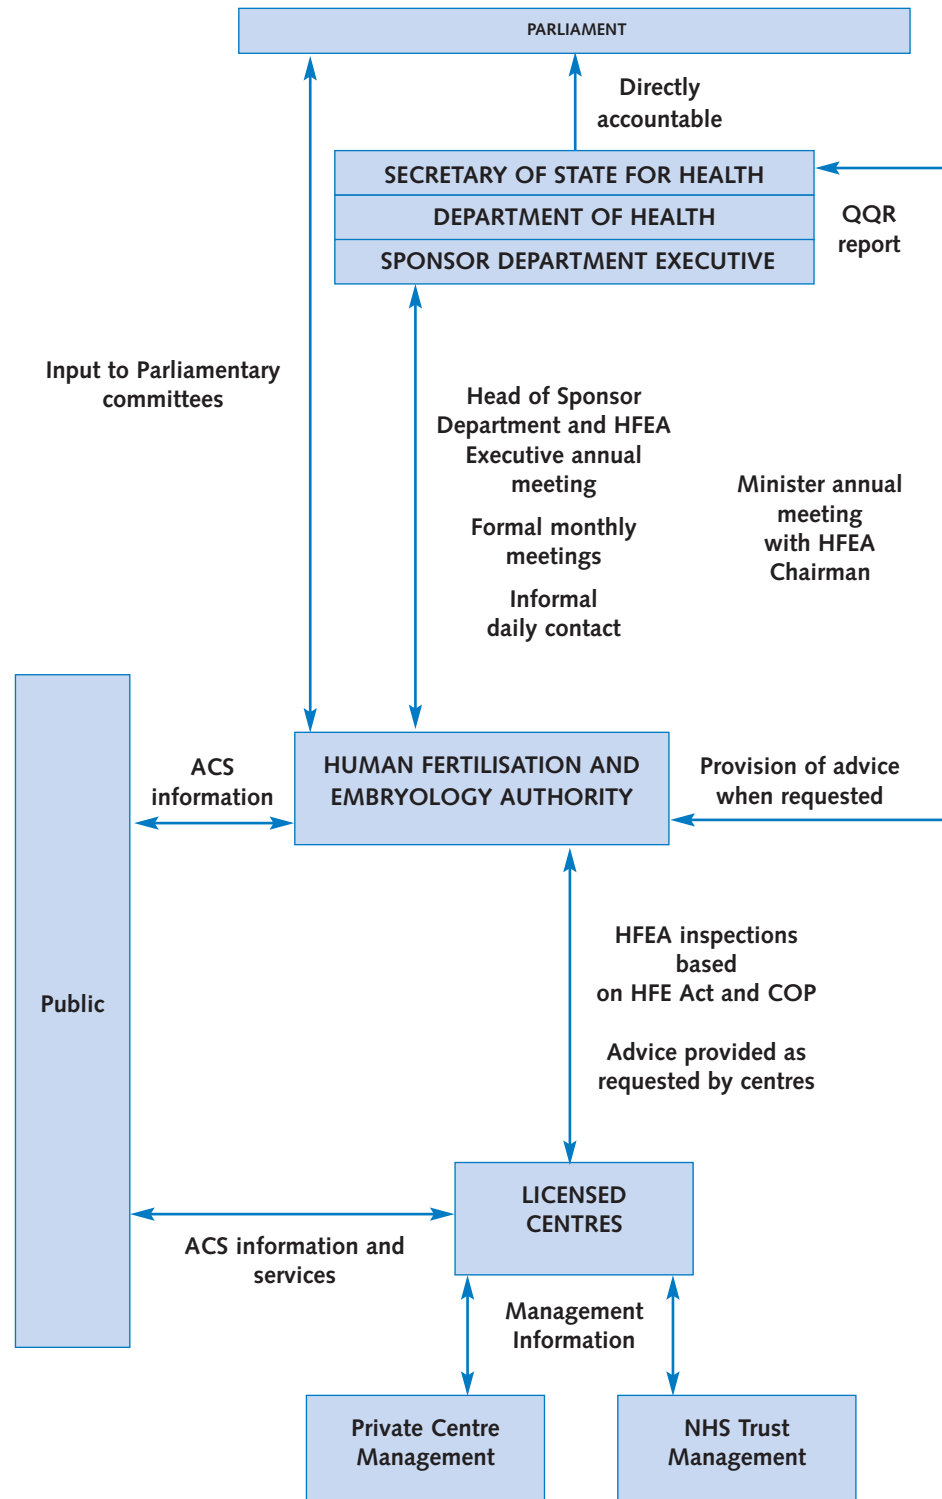 PARLIAMENT
Directly
accountable
SECRETARY OF STATE FOR HEALTH
DEPARTMENT OF HEALTH
SPONSOR DEPARTMENT EXECUTIVE
QQR
report
Input to Parliamentary
committees
Head of Sponsor
Department and HFEA
Executive annual
meeting
Formal monthly
meetings
Informal
daily contact
Minister annual
meeting
with HFEA
Chairman
ACS
information
HUMAN FERTILISATION AND
EMBRYOLOGY AUTHORITY
Provision of advice
when requested
Public
HFEA inspections
based
on HFE Act and COP
Advice provided as
requested by centres
LICENSED
CENTRES
ACS information and
services
Management
Information
Private Centre
Management
NHS Trust
Management